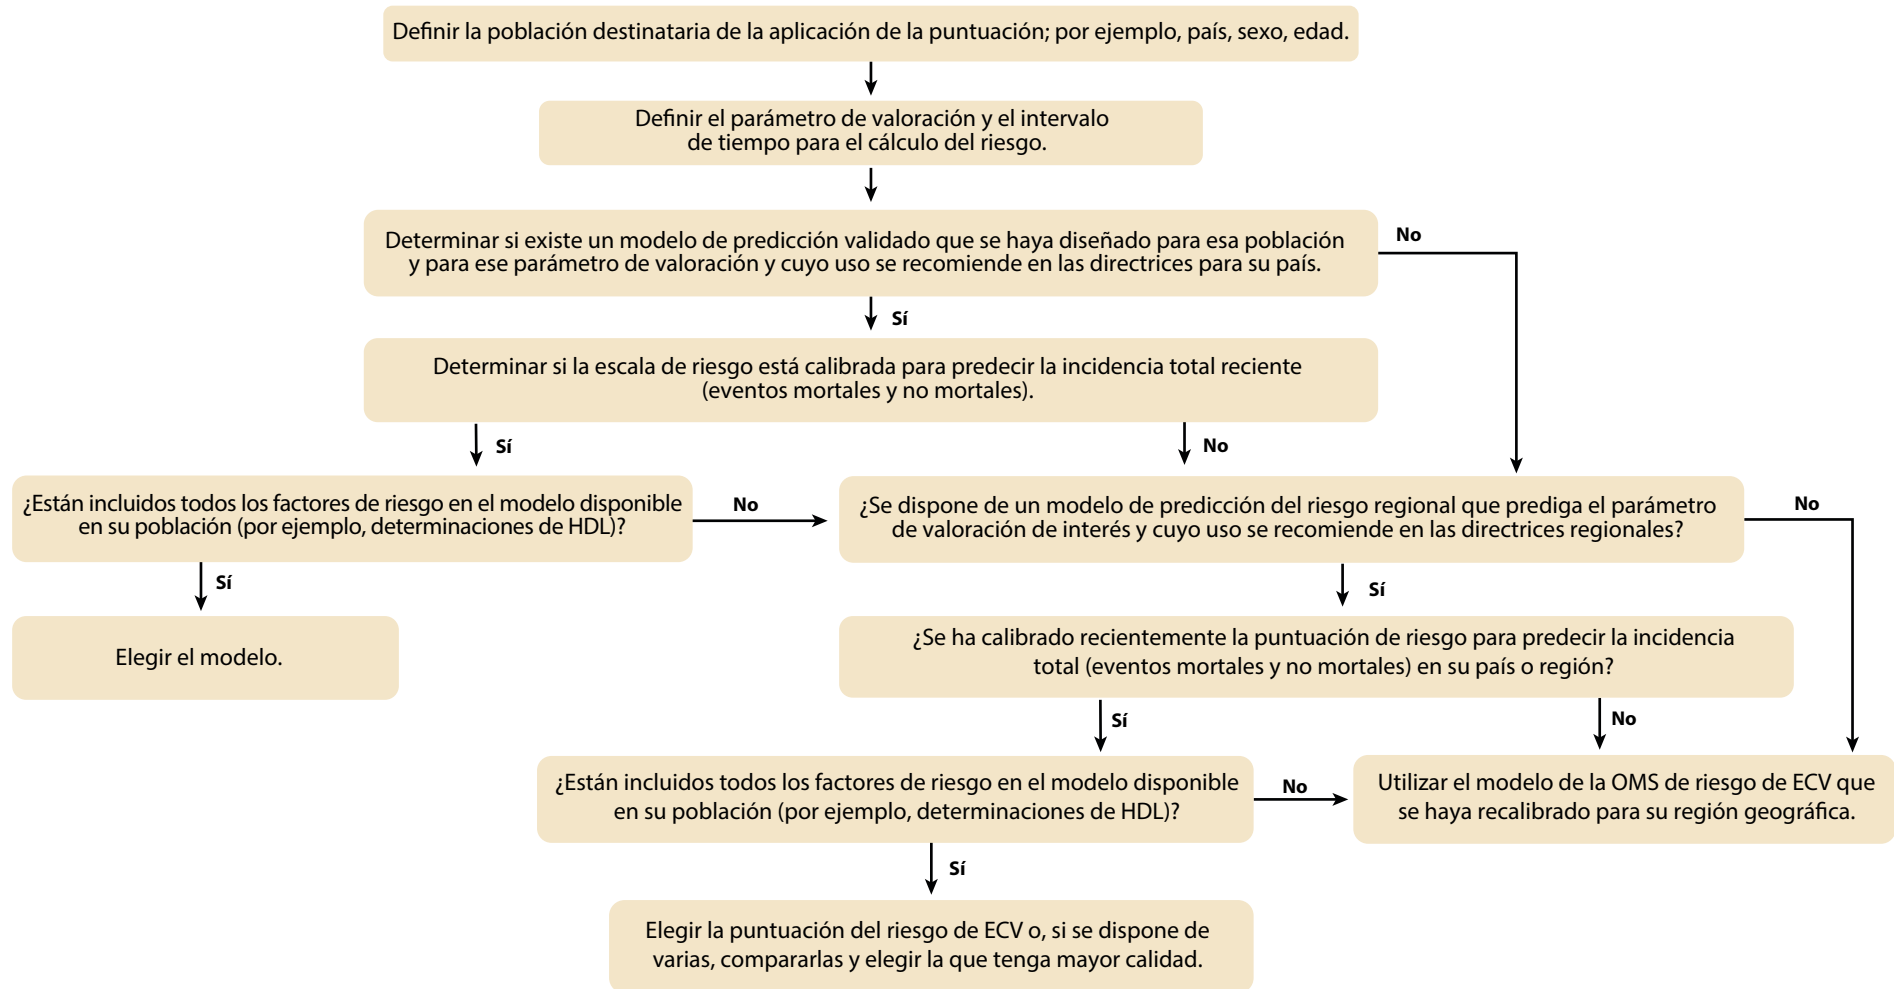 Definir la población destinataria de la aplicación de la puntuación; por ejemplo, país, sexo, edad.
Definir el parámetro de valoración y el intervalo
de tiempo para el cálculo del riesgo.
Determinar si existe un modelo de predicción validado que se haya diseñado para esa población
y para ese parámetro de valoración y cuyo uso se recomiende en las directrices para su país.
No
Sí
Determinar si la escala de riesgo está calibrada para predecir la incidencia total reciente
(eventos mortales y no mortales).
Sí
No
¿Están incluidos todos los factores de riesgo en el modelo disponible
en su población (por ejemplo, determinaciones de HDL)?
No
¿Se dispone de un modelo de predicción del riesgo regional que prediga el parámetro
de valoración de interés y cuyo uso se recomiende en las directrices regionales?
No
Sí
Sí
Elegir el modelo.
¿Se ha calibrado recientemente la puntuación de riesgo para predecir la incidencia
total (eventos mortales y no mortales) en su país o región?
Sí
No
¿Están incluidos todos los factores de riesgo en el modelo disponible
en su población (por ejemplo, determinaciones de HDL)?
No
Utilizar el modelo de la OMS de riesgo de ECV que
se haya recalibrado para su región geográfica.
Sí
Elegir la puntuación del riesgo de ECV o, si se dispone de
varias, compararlas y elegir la que tenga mayor calidad.